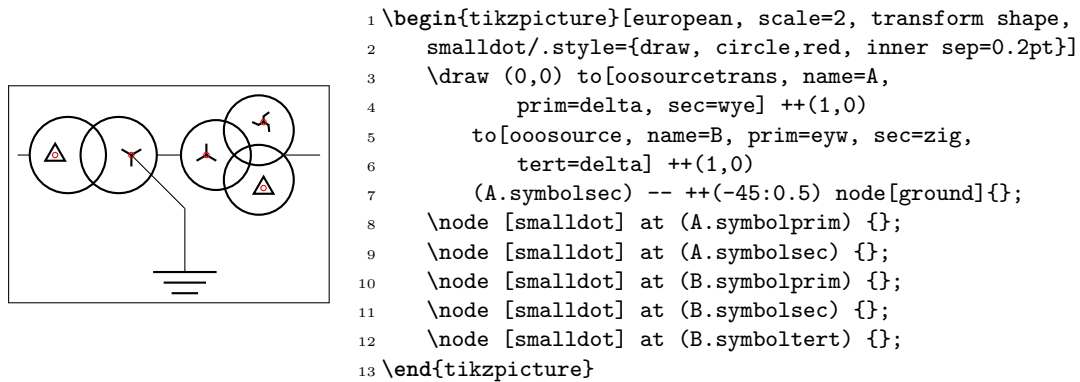 1 \begin{tikzpicture}[european, scale=2, transform shape,
2     smalldot/.style={draw, circle,red, inner sep=0.2pt}]
3     \draw (0,0) to[oosourcetrans, name=A,
4             prim=delta, sec=wye] ++(1,0)
5         to[ooosource, name=B, prim=eyw, sec=zig,
6             tert=delta] ++(1,0)
7         (A.symbolsec) -- ++(-45:0.5) node[ground]{};
8     \node [smalldot] at (A.symbolprim) {};
9     \node [smalldot] at (A.symbolsec) {};
10     \node [smalldot] at (B.symbolprim) {};
11     \node [smalldot] at (B.symbolsec) {};
12     \node [smalldot] at (B.symboltert) {};
13 \end{tikzpicture}